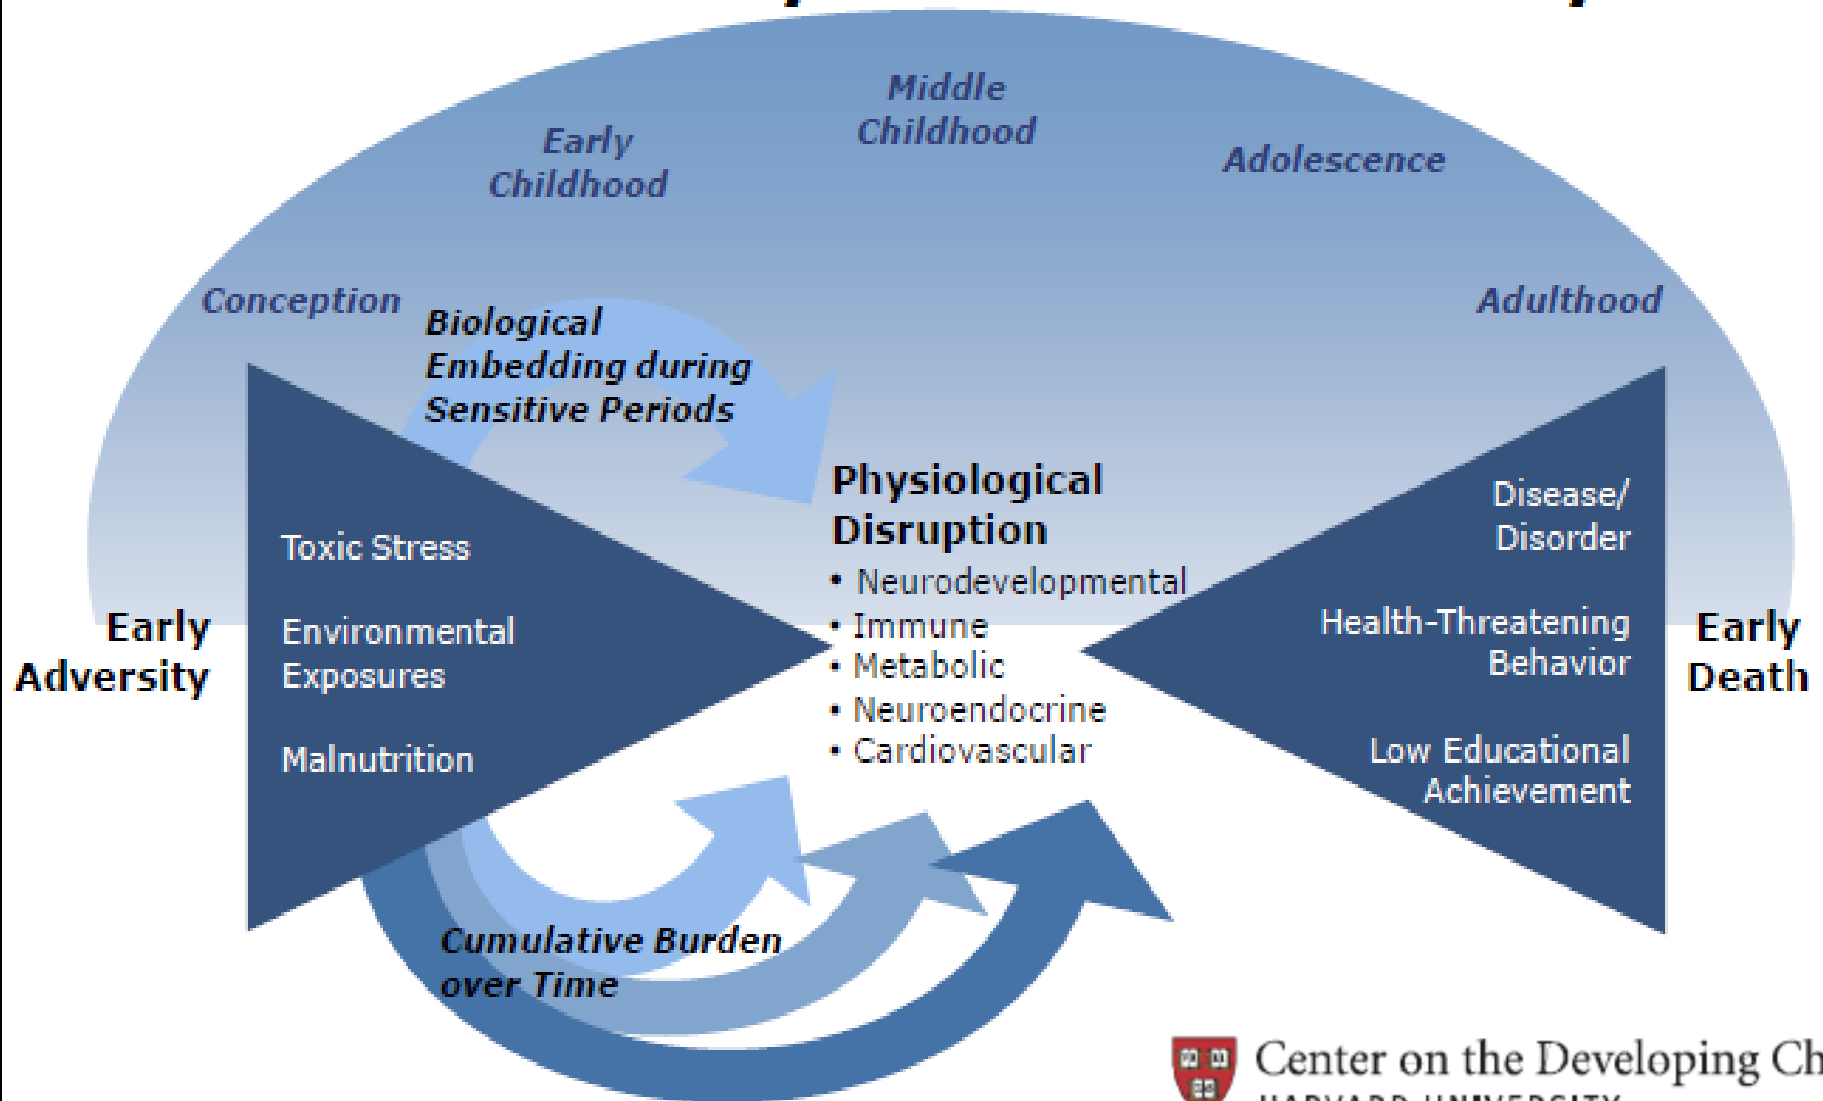 Middle
Childhood
Early
Childhood
Adolescence
Conception
Adulthood
Biological
Embedding during
Sensitive Periods
Physiological
Disruption
• Neurodevelopmental
• Immune
• Metabolic
• Neuroendocrine
• Cardiovascular
Early
Adversity
Toxic Stress
Environmental
Exposures
Malnutrition
Disease/
Disorder
Health-Threatening
Behavior
Low Educational
Achievement
Early
Death
Cumulative Burden
over Time
Center on the Developing Ch
HARVARD UNIVERSITY